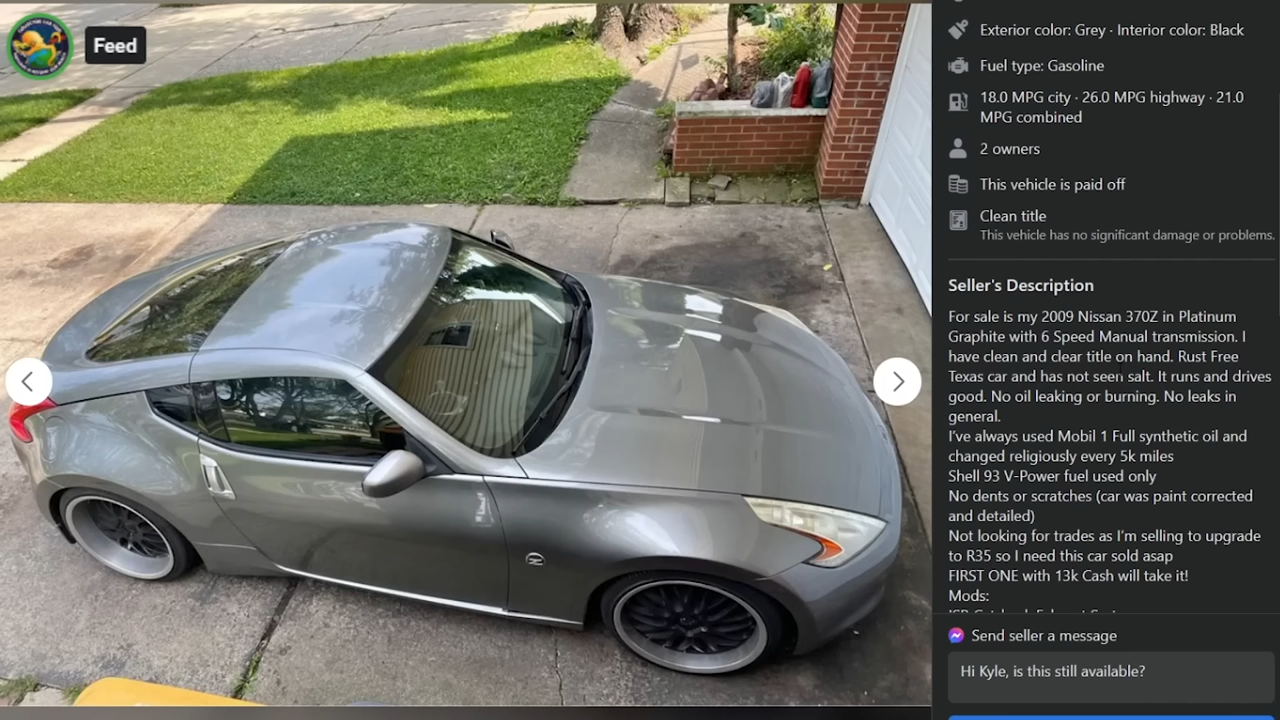 Feed
Exterior color: Grey · Interior color: Black
Fuel type: Gasoline
18.0 MPG city · 26.0 MPG highway · 21.0
MPG combined
2 owners
This vehicle is paid off
Clean title
This vehicle has no significant damage or problems.
Seller's Description
For sale is my 2009 Nissan 370Z in Platinum
Graphite with 6 Speed Manual transmission. I
have clean and clear title on hand. Rust Free
Texas car and has not seen salt. It runs and drives
good. No oil leaking or burning. No leaks in
general.
I've always used Mobil 1 Full synthetic oil and
changed religiously every 5k miles
Shell 93 V-Power fuel used only
No dents or scratches (car was paint corrected
and detailed)
Not looking for trades as I'm selling to upgrade
to R35 so I need this car sold asap
FIRST ONE with 13k Cash will take it!
Mods:
Send seller a message
Hi Kyle, is this still available?